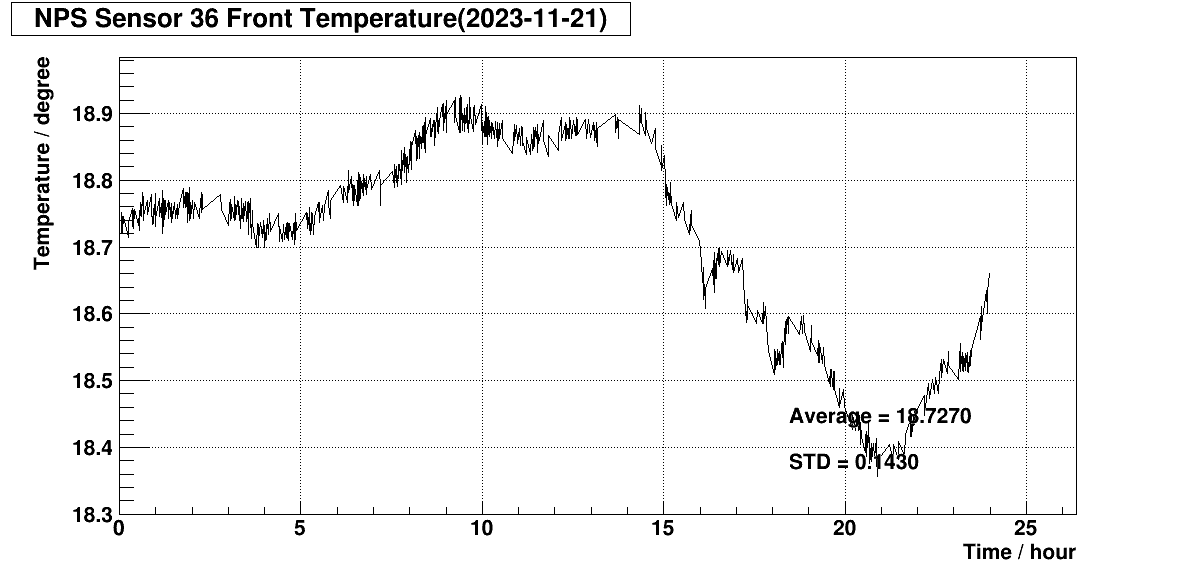 NPS Sensor 36 Front Temperature(2023-11-21)
Temperature / degree
18.9
18.8
18.7
18.6
18.5
18.4
18.3
Average = 18.7270
STD = 0.1430
0 5 10 15 20 25
Time / hour